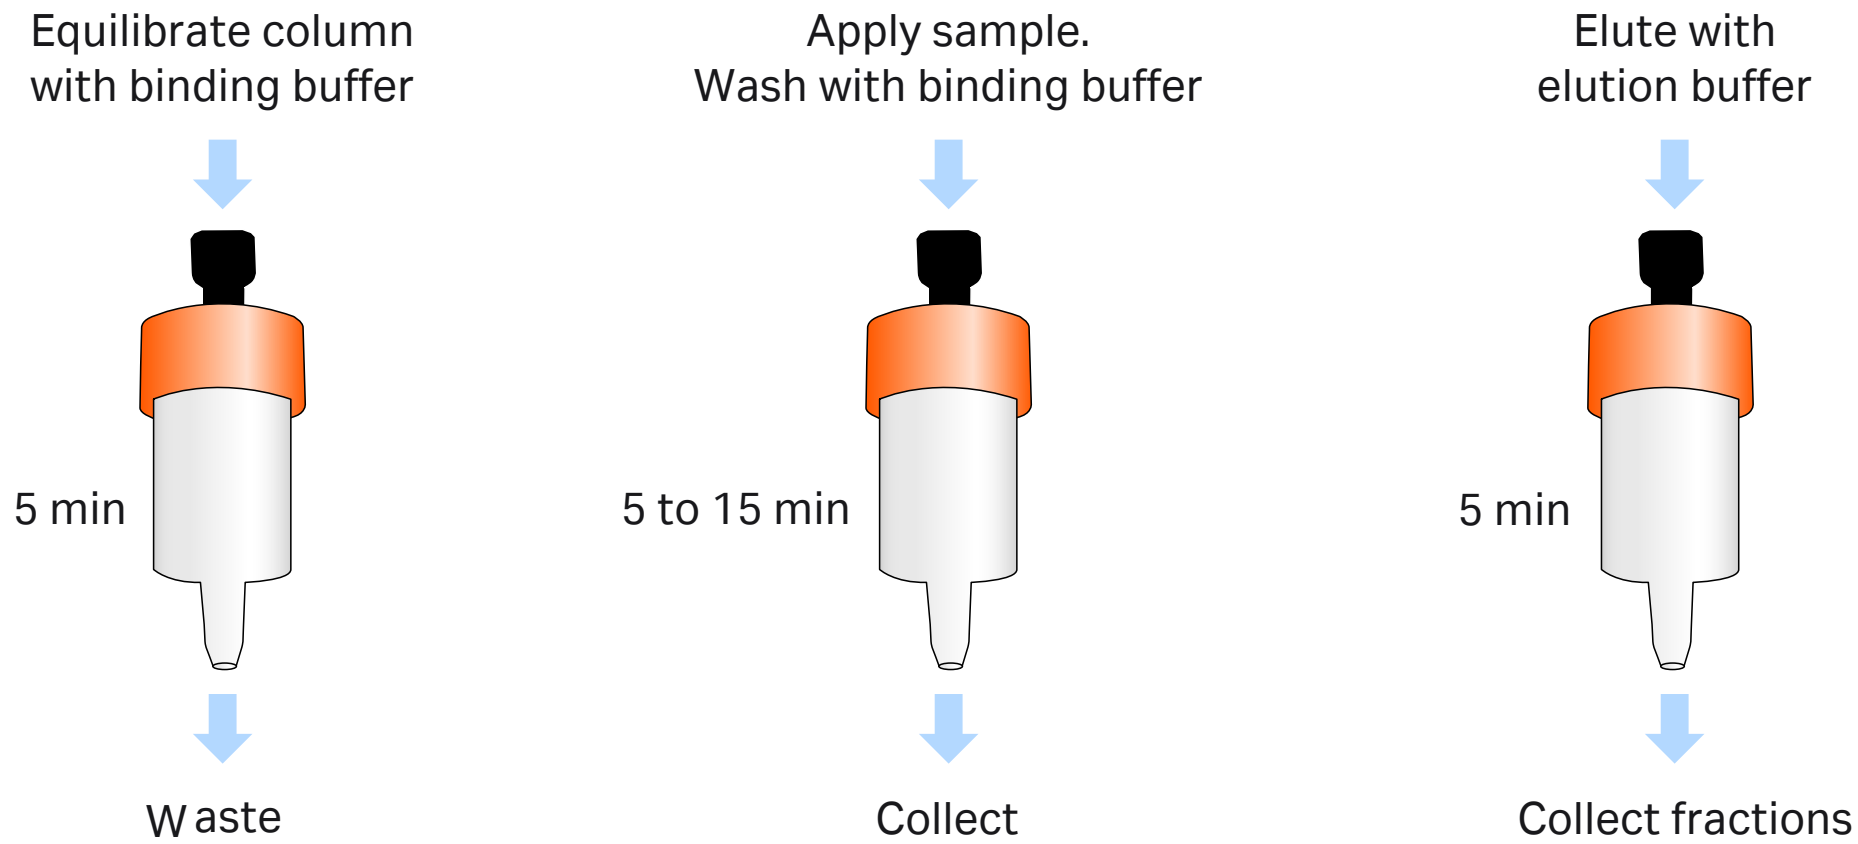 Equilibrate column
with binding buffer
5 min
Waste
Apply sample.
Wash with binding buffer
5 to 15 min
Collect
Elute with
elution buffer
5 min
Collect fractions